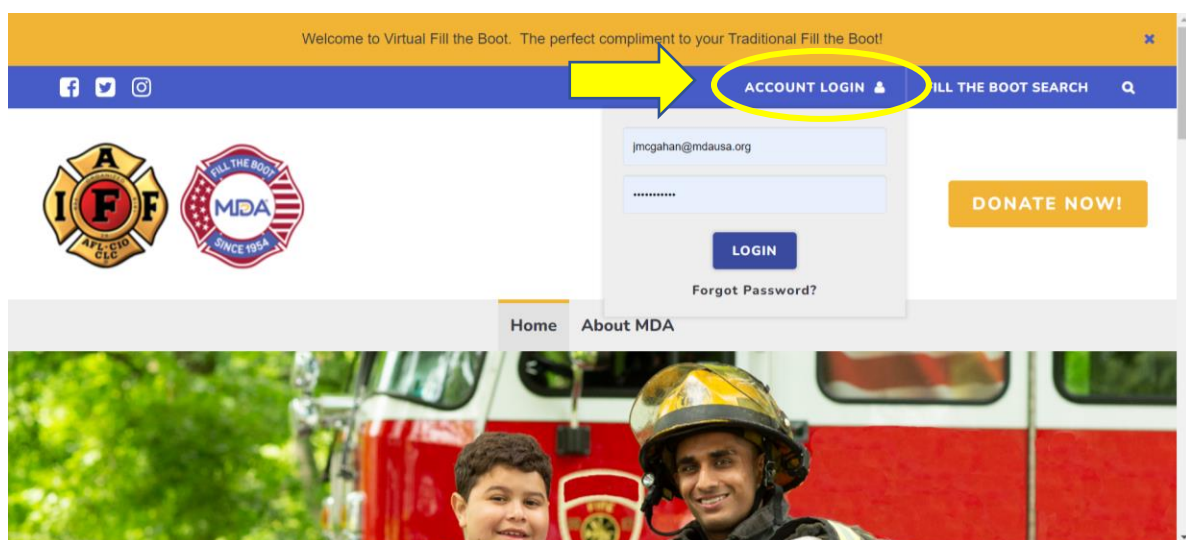 Welcome to Virtual Fill the Boot. The perfect compliment to your Traditional Fill the Boot!
ACCOUNT LOGIN
FILL THE BOOT SEARCH
jmcgahan@mdausa.org
•••••••••••
LOGIN
Forgot Password?
DONATE NOW!
I A F F
AFL-CIO
CLC
FILL THE BOOT
MDA
SINCE 1954
Home
About MDA